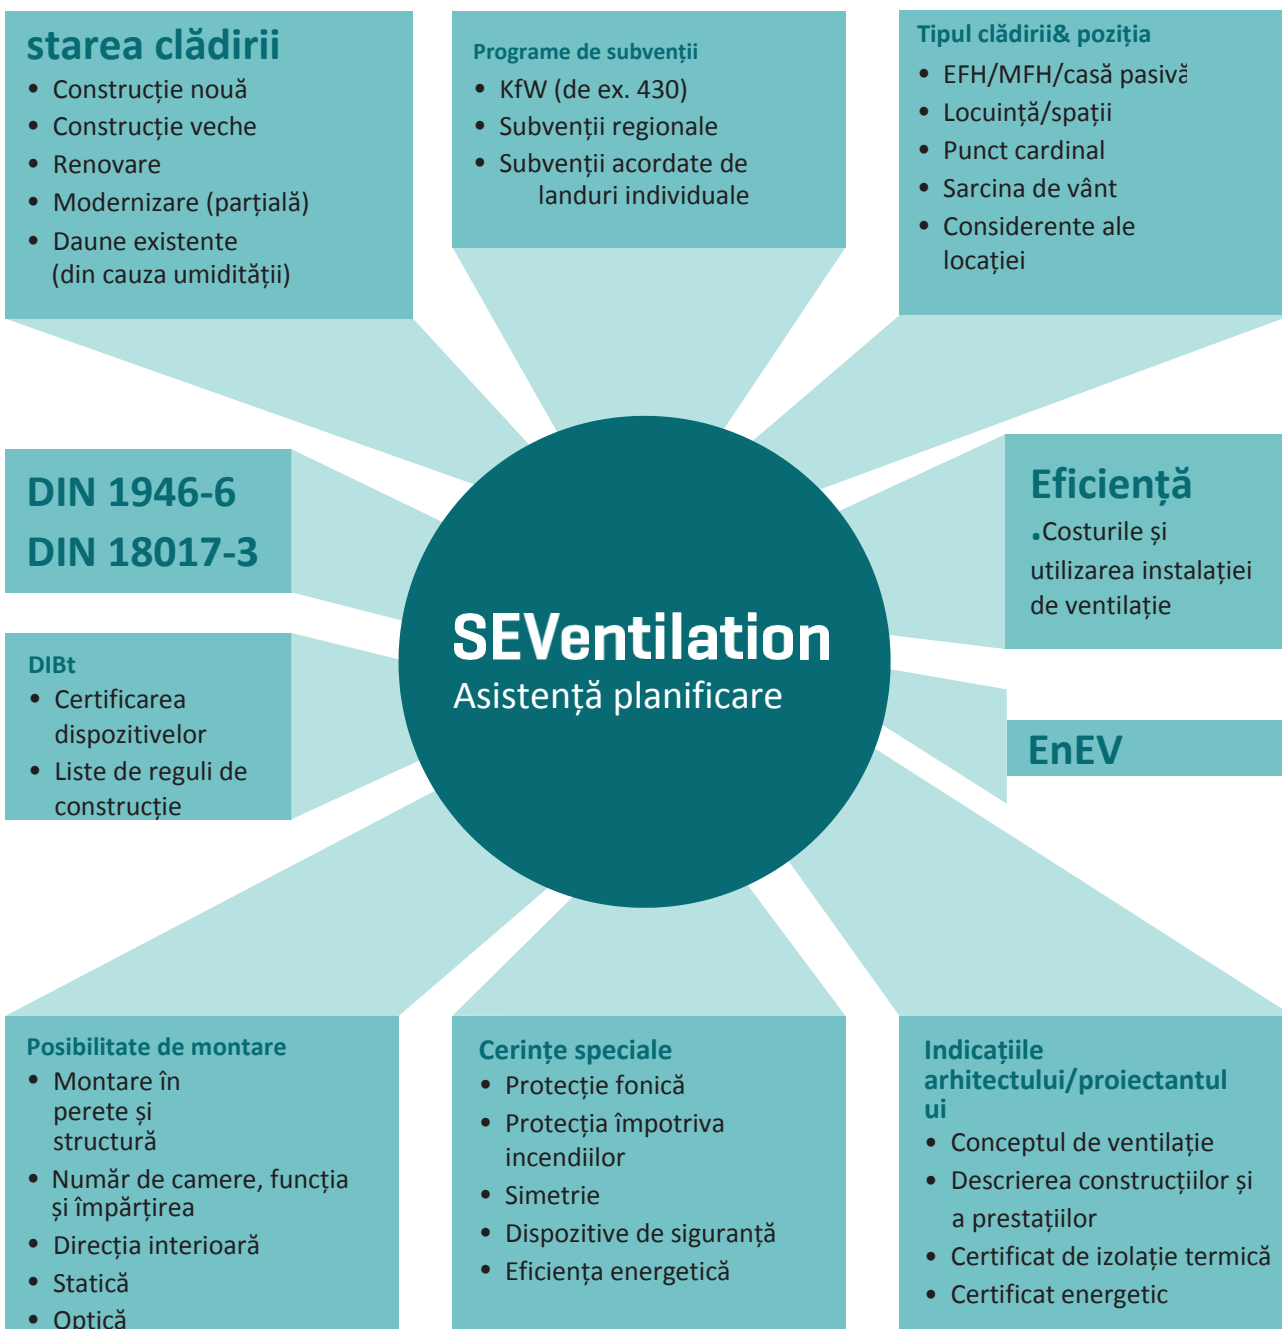 starea clădirii
• Construcție nouă
• Construcție veche
• Renovare
• Modernizare (parțială)
• Daune existente
(din cauza umidității)
Programe de subvenții
• KfW (de ex. 430)
• Subvenții regionale
• Subvenții acordate de
landuri individuale
Tipul clădirii& poziția
• EFH/MFH/casă pasivă
• Locuință/spații
• Punct cardinal
• Sarcina de vânt
• Considerente ale
locației
DIN 1946-6
DIN 18017-3
Eficiență
.Costurile și
utilizarea instalației
de ventilație
SEVentilation
Asistență planificare
DIBt
• Certificarea
dispozitivelor
• Liste de reguli de
construcție
EnEV
Posibilitate de montare
• Montare în
perete și
structură
• Număr de camere, funcția
și împărțirea
• Direcția interioară
• Statică
• Optică
Cerințe speciale
• Protecție fonică
• Protecția împotriva
incendiilor
• Simetrie
• Dispozitive de siguranță
• Eficiența energetică
Indicațiile
arhitectului/proiectantul
ui
• Conceptul de ventilație
• Descrierea construcțiilor și
a prestațiilor
• Certificat de izolație termică
• Certificat energetic